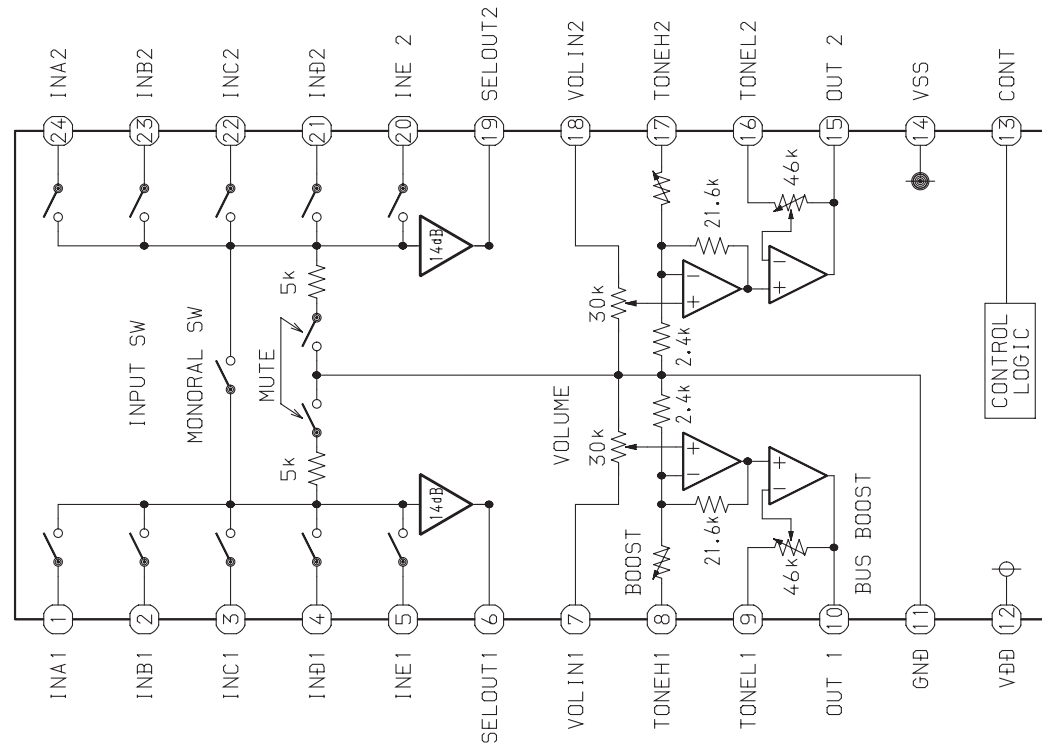 INA2
INB2
INC2
IND2
INE 2
SELOUT2
VOLIN2
TONEH2
TONEL2
OUT 2
VSS
CONT
24
23
22
21
20
19
18
17
16
15
14
13
14dB
5k
30k
21.6k
46k
2.4k
INPUT SW
MONORAL SW
MUTE
VOLUME
CONTROL
LOGIC
5k
14dB
30k
2.4k
BOOST
21.6k
46k
BUS BOOST
1
2
3
4
5
6
7
8
9
10
11
12
INA1
INB1
INC1
IND1
INE1
SELOUT1
VOLIN1
TONEH1
TONEL1
OUT 1
GND
VDD